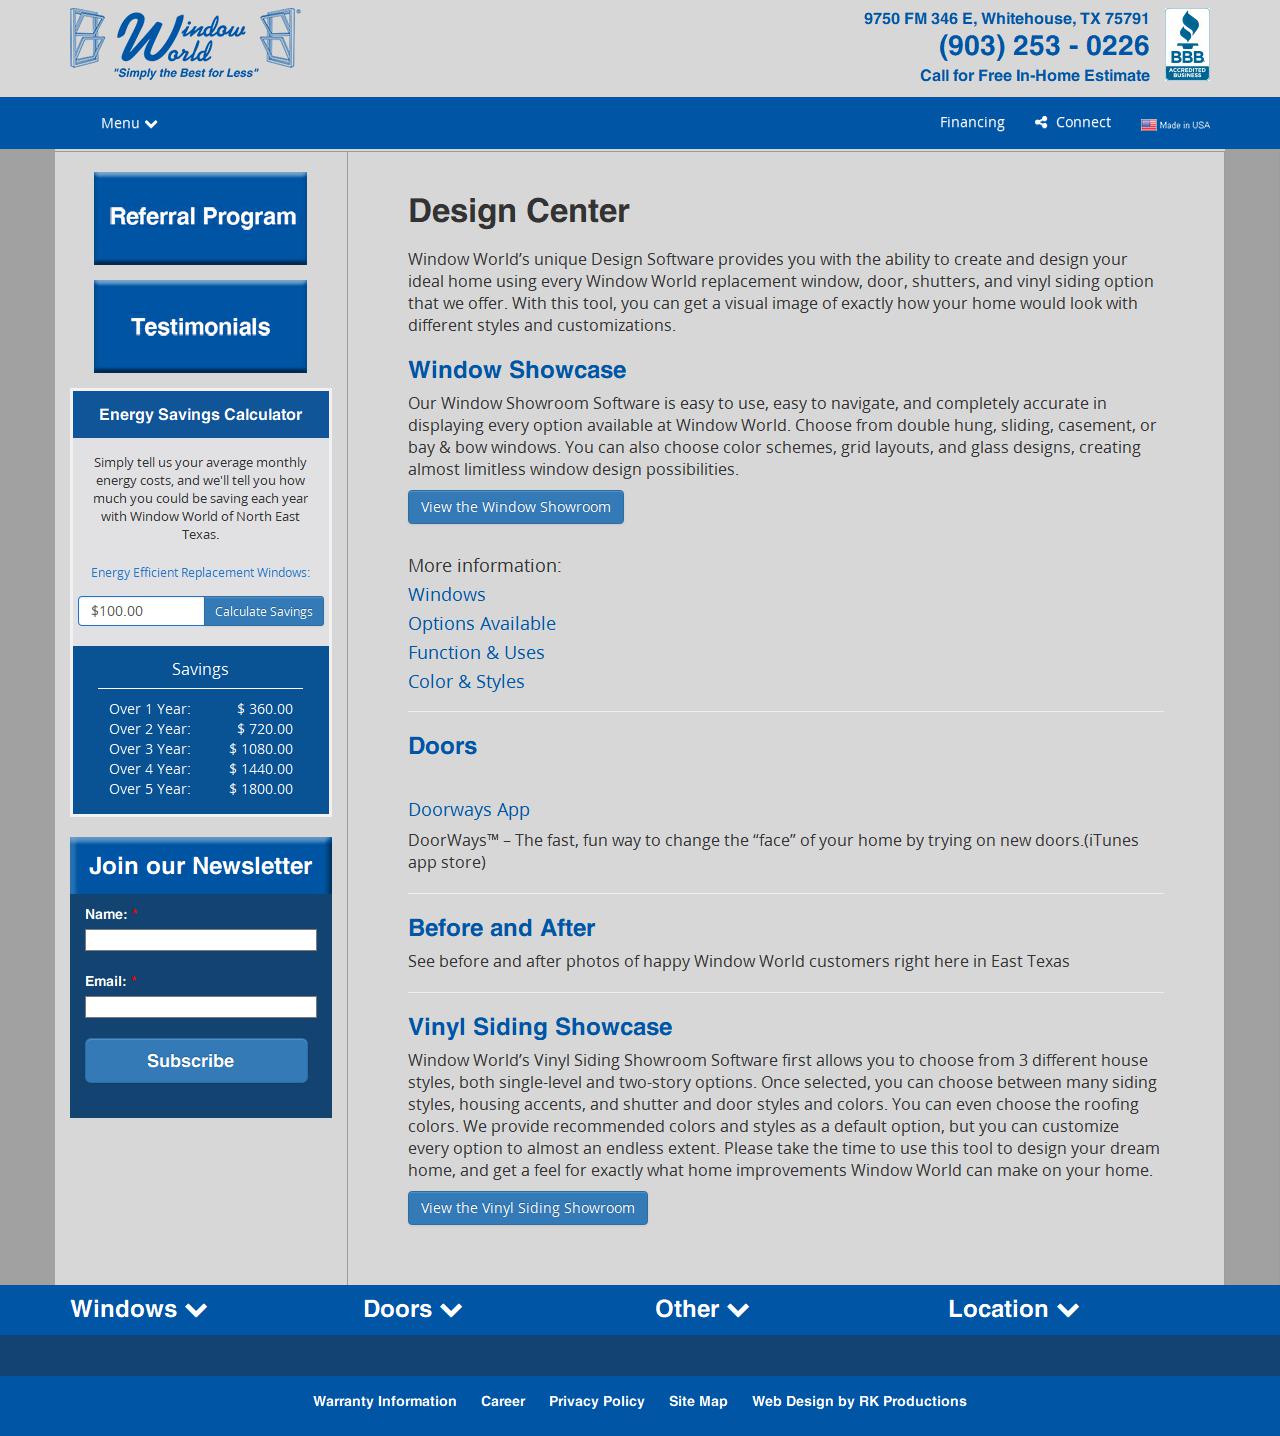 Window World
"Simply the Best for Less"
9750 FM 346 E, Whitehouse, TX 75791
(903) 253 - 0226
Call for Free In-Home Estimate
BBB
ACCREDITED BUSINESS
Menu
Financing
Connect
Made in USA
Referral Program
Testimonials
Energy Savings Calculator
Simply tell us your average monthly
energy costs, and we'll tell you how
much you could be saving each year
with Window World of North East
Texas.
Energy Efficient Replacement Windows:
$100.00
Calculate Savings
Savings
Over 1 Year: $ 360.00
Over 2 Year: $ 720.00
Over 3 Year: $ 1080.00
Over 4 Year: $ 1440.00
Over 5 Year: $ 1800.00
Join our Newsletter
Name: *
Email: *
Subscribe
Design Center
Window World’s unique Design Software provides you with the ability to create and design your
ideal home using every Window World replacement window, door, shutters, and vinyl siding option
that we offer. With this tool, you can get a visual image of exactly how your home would look with
different styles and customizations.
Window Showcase
Our Window Showroom Software is easy to use, easy to navigate, and completely accurate in
displaying every option available at Window World. Choose from double hung, sliding, casement, or
bay & bow windows. You can also choose color schemes, grid layouts, and glass designs, creating
almost limitless window design possibilities.
View the Window Showroom
More information:
Windows
Options Available
Function & Uses
Color & Styles
Doors
Doorways App
DoorWays™ – The fast, fun way to change the “face” of your home by trying on new doors.(iTunes
app store)
Before and After
See before and after photos of happy Window World customers right here in East Texas
Vinyl Siding Showcase
Window World’s Vinyl Siding Showroom Software first allows you to choose from 3 different house
styles, both single-level and two-story options. Once selected, you can choose between many siding
styles, housing accents, and shutter and door styles and colors. You can even choose the roofing
colors. We provide recommended colors and styles as a default option, but you can customize
every option to almost an endless extent. Please take the time to use this tool to design your dream
home, and get a feel for exactly what home improvements Window World can make on your home.
View the Vinyl Siding Showroom
Windows
Doors
Other
Location
Warranty Information
Career
Privacy Policy
Site Map
Web Design by RK Productions